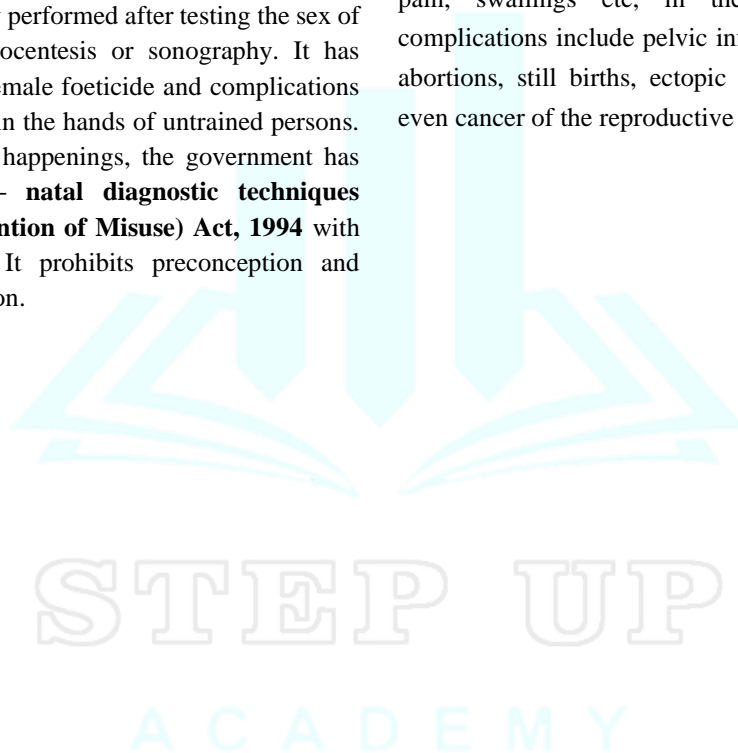 performed after testing the sex of
ocentesis or sonography. It has
emale foeticide and complications
in the hands of untrained persons.
happenings, the government has
– natal diagnostic techniques
ntion of Misuse) Act, 1994 with
It prohibits preconception and
on.
pain, swallings etc, in the
complications include pelvic inf
abortions, still births, ectopic
even cancer of the reproductive
STEP UP
ACADEMY